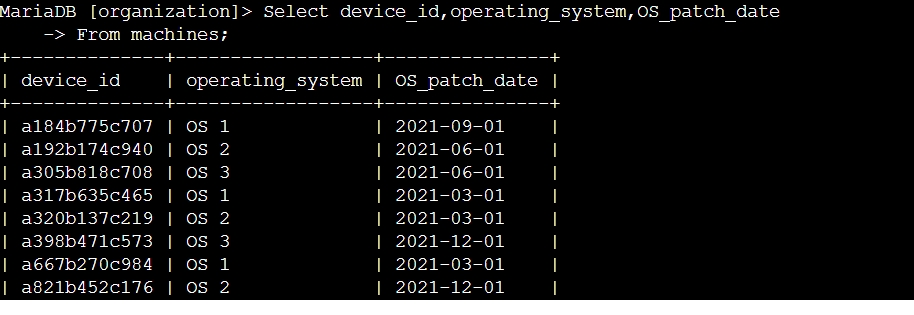 MariaDB [organization]> Select device_id,operating_system,OS_patch_date
    -> From machines;
+--------------+------------------+---------------+
| device_id    | operating_system | OS_patch_date |
+--------------+------------------+---------------+
| a184b775c707 | OS 1             | 2021-09-01    |
| a192b174c940 | OS 2             | 2021-06-01    |
| a305b818c708 | OS 3             | 2021-06-01    |
| a317b635c465 | OS 1             | 2021-03-01    |
| a320b137c219 | OS 2             | 2021-03-01    |
| a398b471c573 | OS 3             | 2021-12-01    |
| a667b270c984 | OS 1             | 2021-03-01    |
| a821b452c176 | OS 2             | 2021-12-01    |